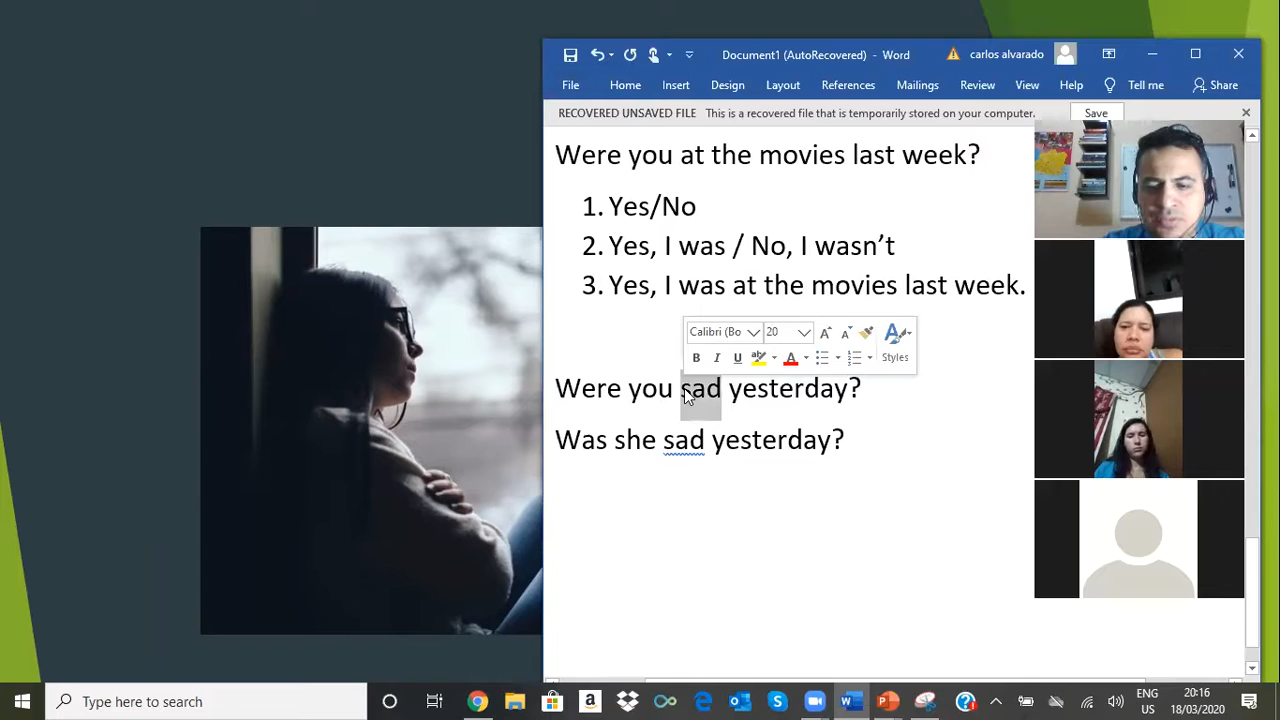 Document1 (AutoRecovered) - Word
carlos alvarado
File Home Insert Design Layout References Mailings Review View Help Tell me Share
RECOVERED UNSAVED FILE This is a recovered file that is temporarily stored on your computer. Save
Were you at the movies last week?
1. Yes/No
2. Yes, I was / No, I wasn’t
3. Yes, I was at the movies last week.
Calibri (Bo 20
B I U ab A Styles
Were you sad yesterday?
Was she sad yesterday?
Type here to search
ENG 20:16
US 18/03/2020